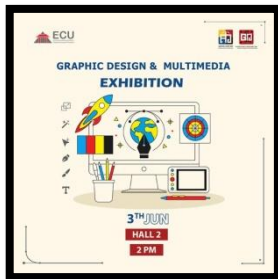 ECU
GRAPHIC DESIGN & MULTIMEDIA
EXHIBITION
T
3TH JUN
HALL 2
2 PM